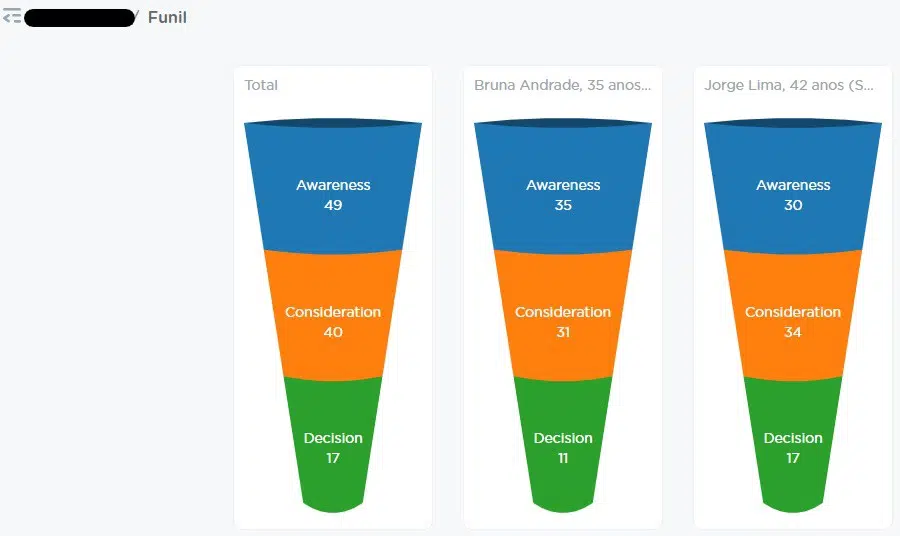 / Funil
Total
Awareness
49
Consideration
40
Decision
17
Bruna Andrade, 35 anos...
Awareness
35
Consideration
31
Decision
11
Jorge Lima, 42 anos (S...
Awareness
30
Consideration
34
Decision
17